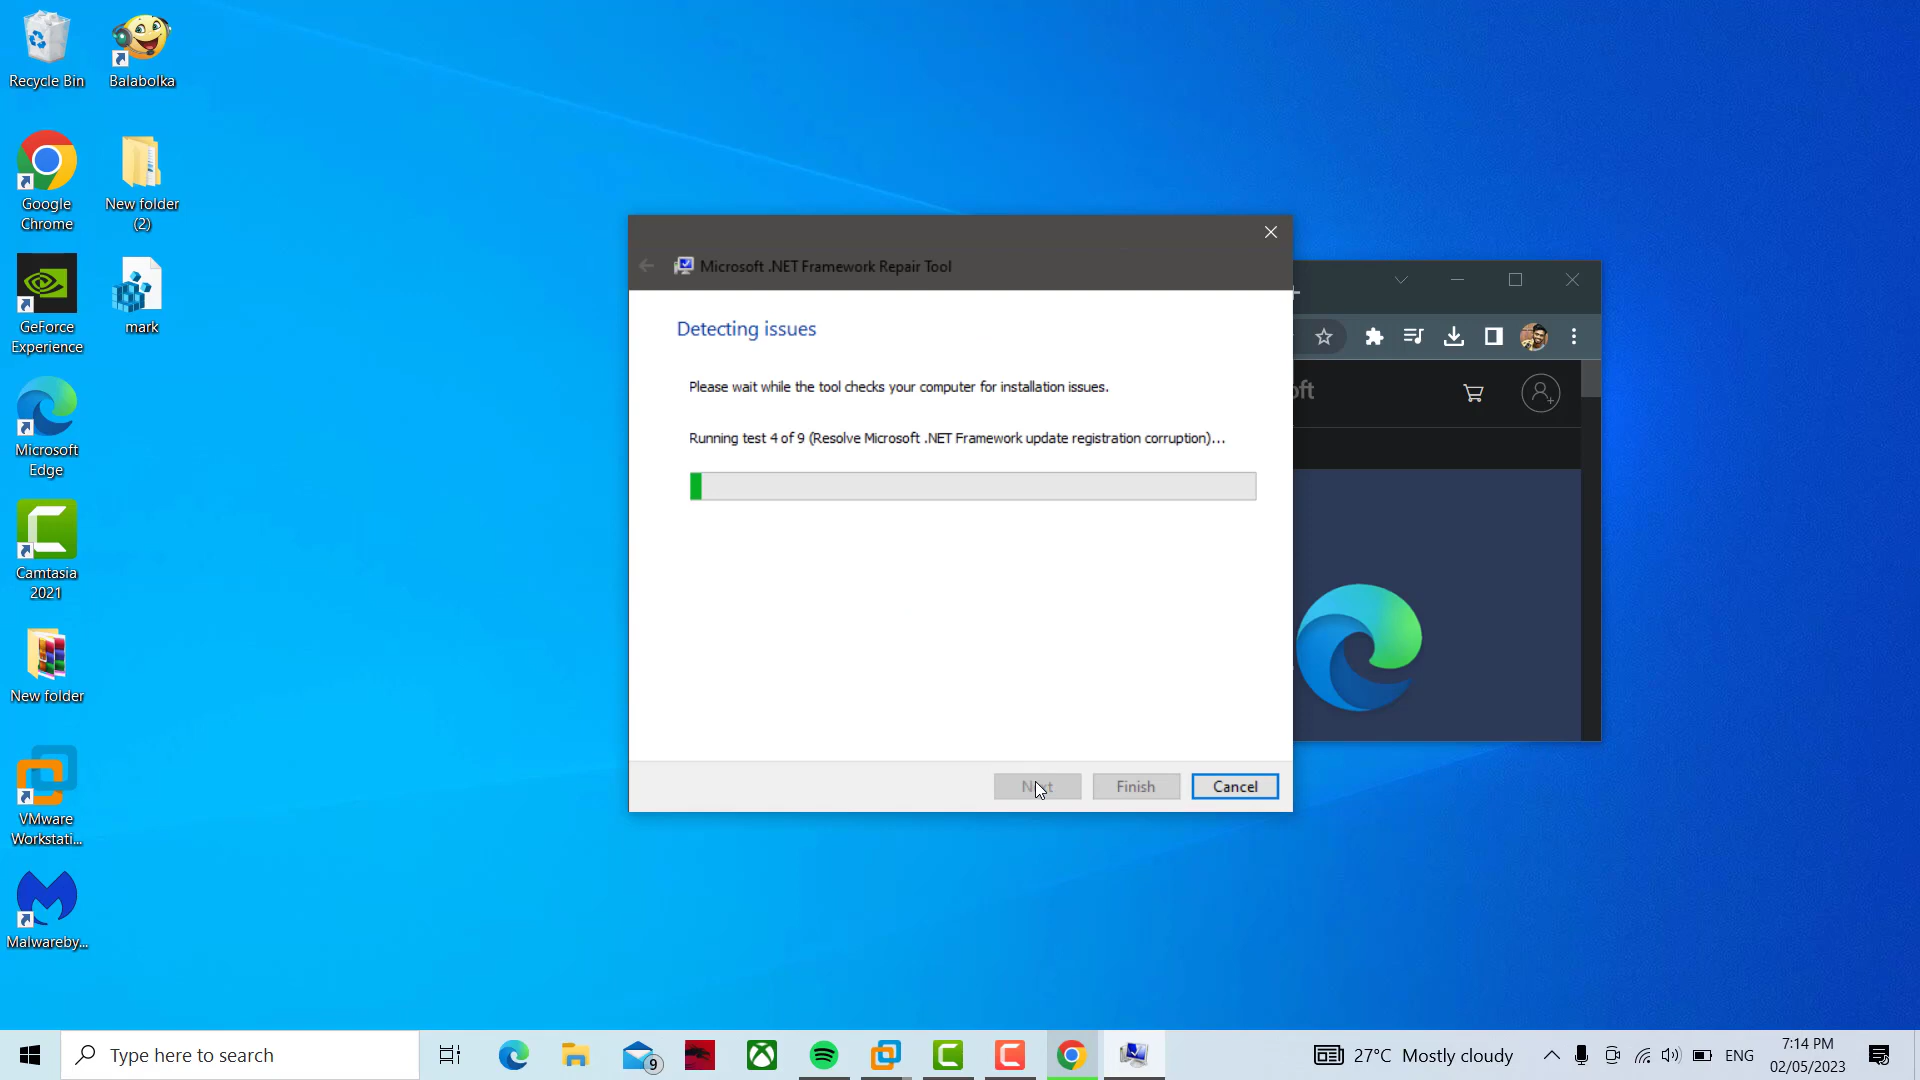 Recycle Bin
Balabolka
Google
Chrome
New folder
(2)
GeForce
Experience
mark
Microsoft
Edge
Camtasia
2021
New folder
VMware
Workstati...
Malwareby...
Microsoft .NET Framework Repair Tool
Detecting issues
Please wait while the tool checks your computer for installation issues.
Running test 4 of 9 (Resolve Microsoft .NET Framework update registration corruption)...
Next
Finish
Cancel
oft
Type here to search
9
27°C Mostly cloudy
ENG
7:14 PM
02/05/2023